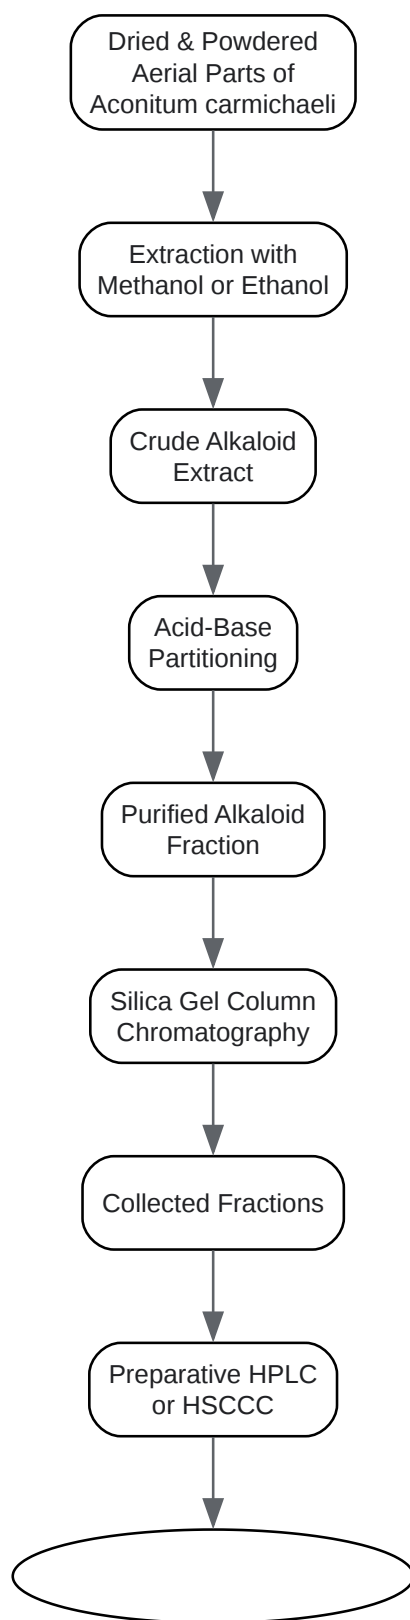 Dried & Powdered
Aerial Parts of
Aconitum carmichaeli
Extraction with
Methanol or Ethanol
Crude Alkaloid
Extract
Acid-Base
Partitioning
Purified Alkaloid
Fraction
Silica Gel Column
Chromatography
Collected Fractions
Preparative HPLC
or HSCCC